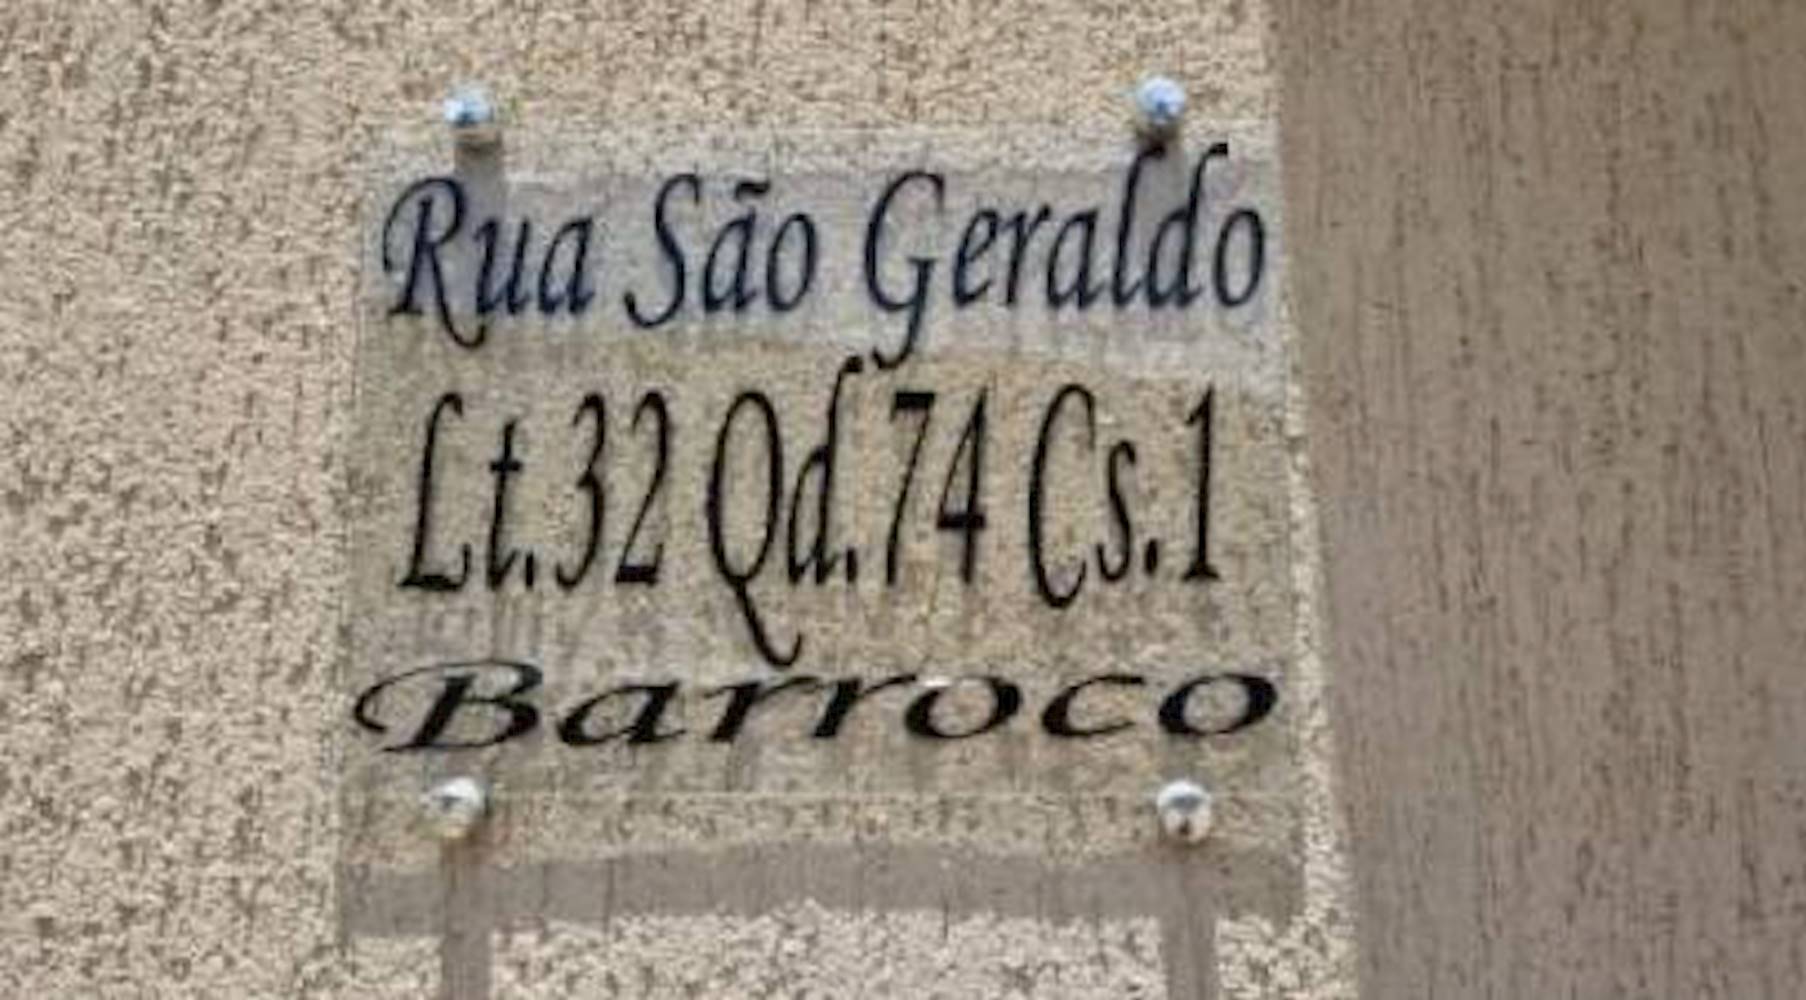 Rua São Geraldo
Lt.32 Qd.74 Cs.1
Barroco